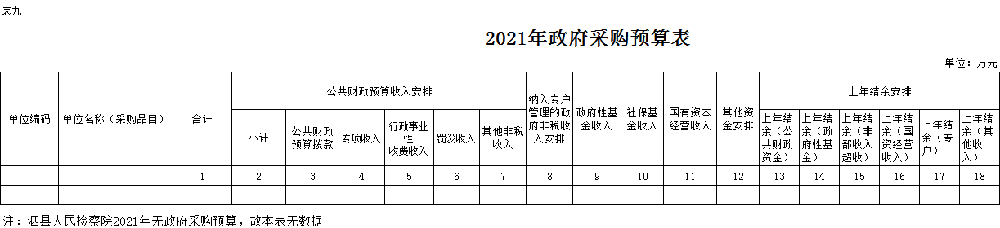 表九
2021年政府采购预算表
单位：万元
单位编码
单位名称（采购品目）
合计
公共财政预算收入安排
小计
公共财政
预算拨款
专项收入
行政事业
性
收费收入
罚没收入
其他非税
收入
纳入专户
管理的政
府非税收
入安排
政府性基
金收入
社保基
金收入
国有资本
经营收入
其他资
金安排
上年结余安排
上年结
余（公
共财政
资金）
上年结
余（政
府性基
金）
上年结
余（非
部收入
超收）
上年结
余（国
资经营
收入）
上年结
余（专
户）
上年结
余（其
他收
入）
1 2 3 4 5 6 7 8 9 10 11 12 13 14 15 16 17 18
注：泗县人民检察院2021年无政府采购预算，故本表无数据